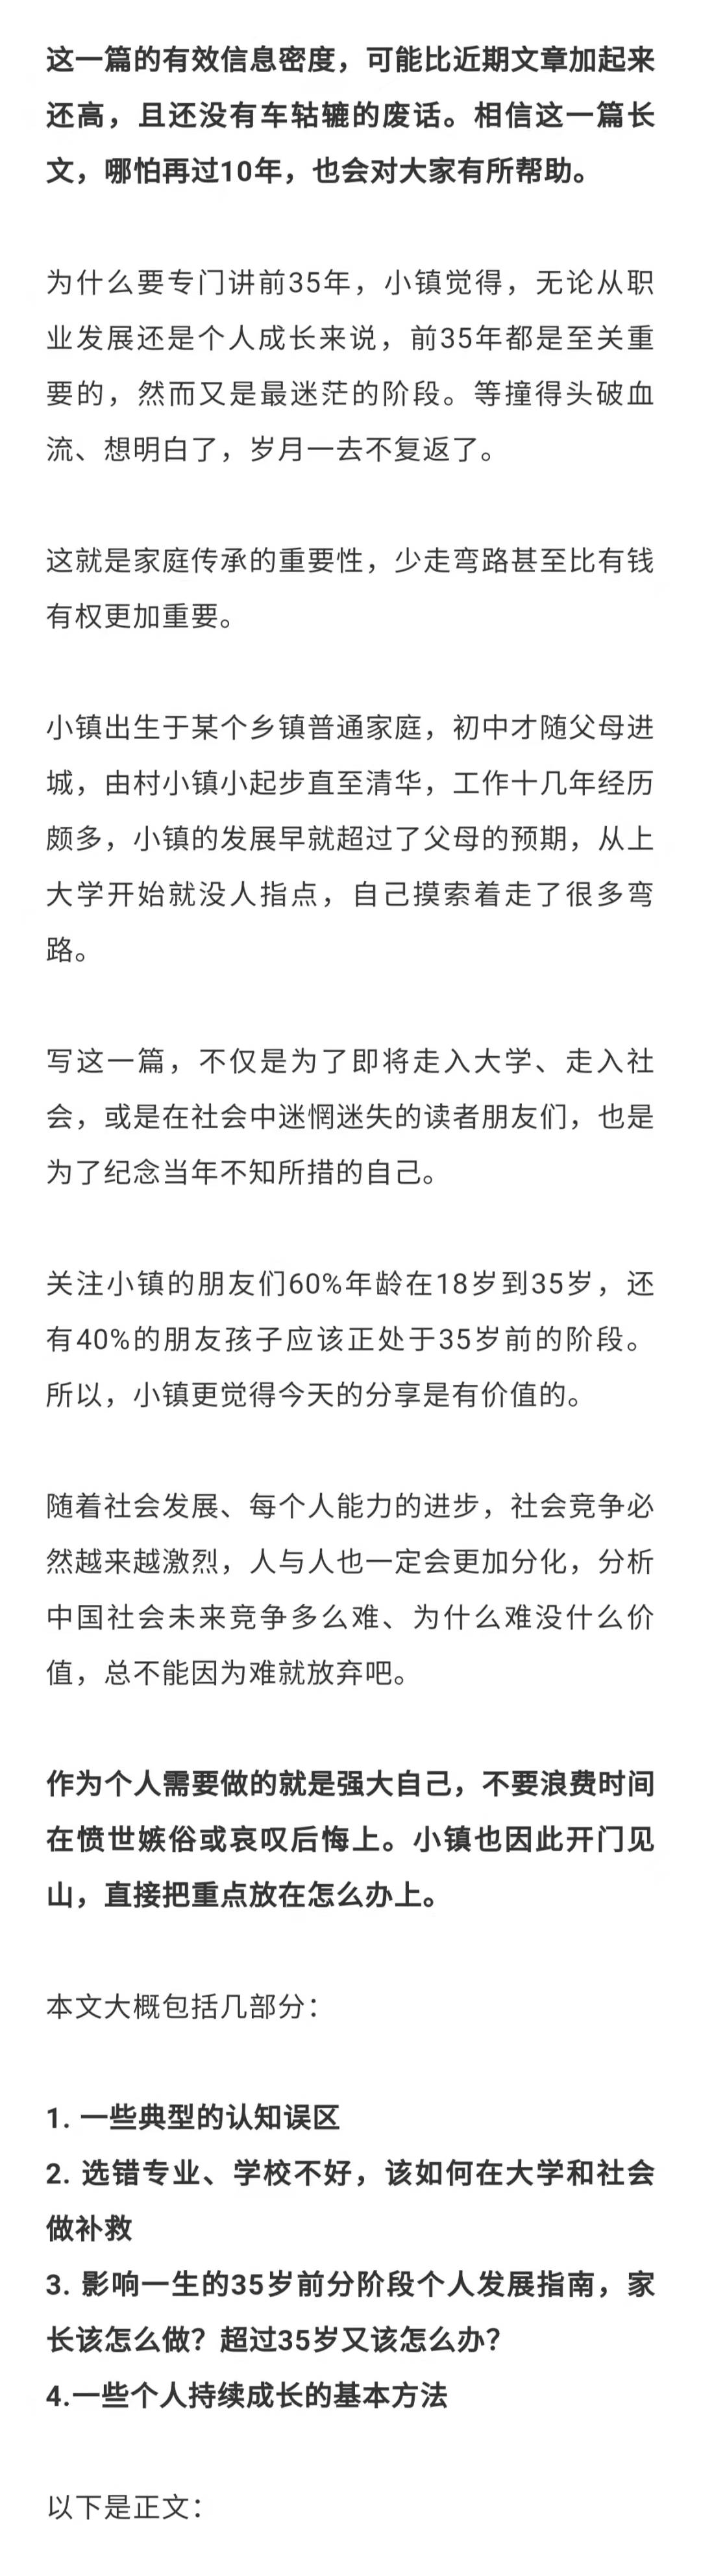 这一篇的有效信息密度，可能比近期文章加起来
还高，且还没有车轱辘的废话。相信这一篇长
文，哪怕再过10年，也会对大家有所帮助。
为什么要专门讲前35年，小镇觉得，无论从职
业发展还是个人成长来说，前35年都是至关重
要的，然而又是最迷茫的阶段。等撞得头破血
流、想明白了，岁月一去不复返了。
这就是家庭传承的重要性，少走弯路甚至比有钱
有权更加重要。
小镇出生于某个乡镇普通家庭，初中才随父母进
城，由村小镇小起步直至清华，工作十几年经历
颇多，小镇的发展早就超过了父母的预期，从上
大学开始就没人指点，自己摸索着走了很多弯
路。
写这一篇，不仅是为了即将走入大学、走入社
会，或是在社会中迷惘迷失的读者朋友们，也是
为了纪念当年不知所措的自己。
关注小镇的朋友们60%年龄在18岁到35岁，还
有40%的朋友孩子应该正处于35岁前的阶段。
所以，小镇更觉得今天的分享是有价值的。
随着社会发展、每个人能力的进步，社会竞争必
然越来越激烈，人与人也一定会更加分化，分析
中国社会未来竞争多么难、为什么难没什么价
值，总不能因为难就放弃吧。
作为个人需要做的就是强大自己，不要浪费时间
在愤世嫉俗或哀叹后悔上。小镇也因此开门见
山，直接把重点放在怎么办上。
本文大概包括几部分：
1. 一些典型的认知误区
2. 选错专业、学校不好，该如何在大学和社会
做补救
3. 影响一生的35岁前分阶段个人发展指南，家
长该怎么做？超过35岁又该怎么办？
4.一些个人持续成长的基本方法
以下是正文：